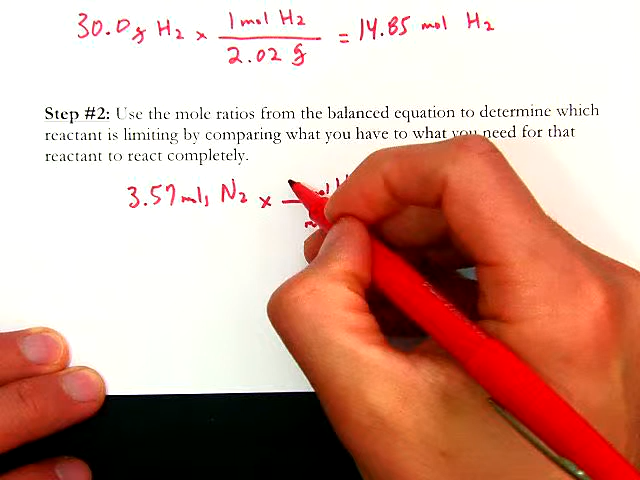 30.0g H2 × 1 mol H2 / 2.02 g = 14.85 mol H2
Step #2: Use the mole ratios from the balanced equation to determine which
reactant is limiting by comparing what you have to what you need for that
reactant to react completely.
3.57 mols N2 ×